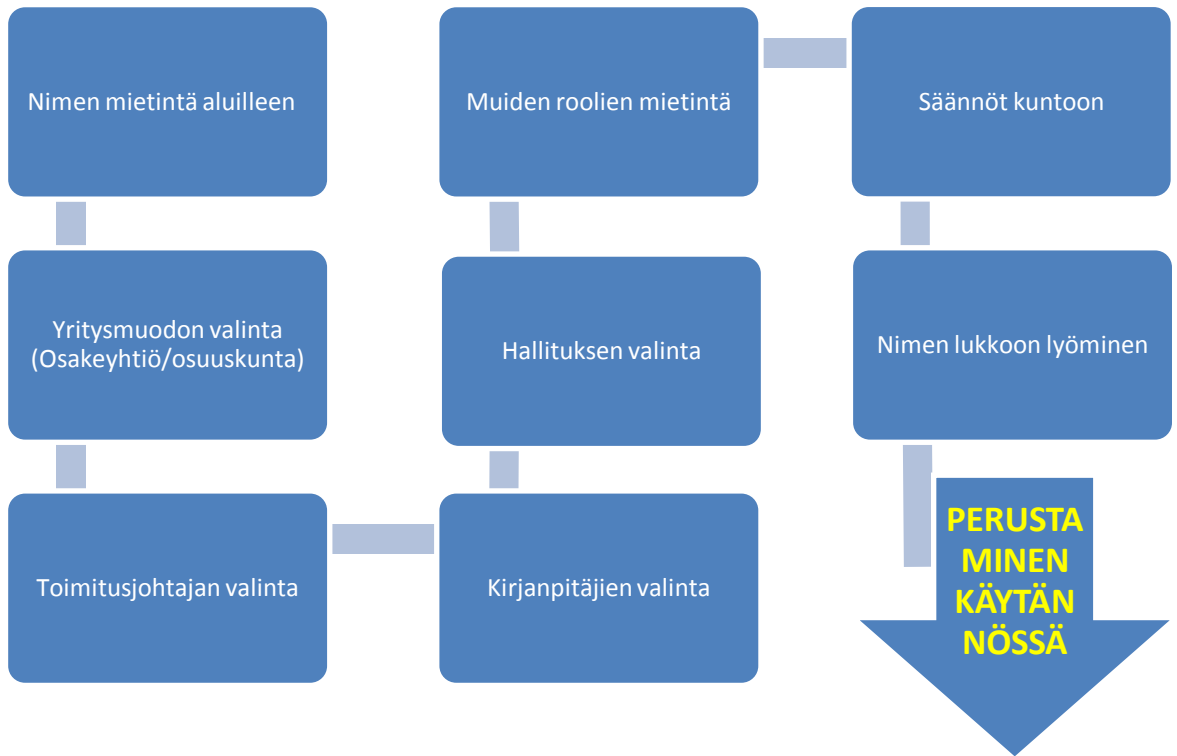 Nimen mietintä aluilleen
Yritysmuodon valinta
(Osakeyhtiö/osuuskunta)
Toimitusjohtajan valinta
Kirjanpitäjien valinta
Hallituksen valinta
Muiden roolien mietintä
Säännöt kuntoon
Nimen lukkoon lyöminen
PERUSTA
MINEN
KÄYTÄN
NÖSSÄ